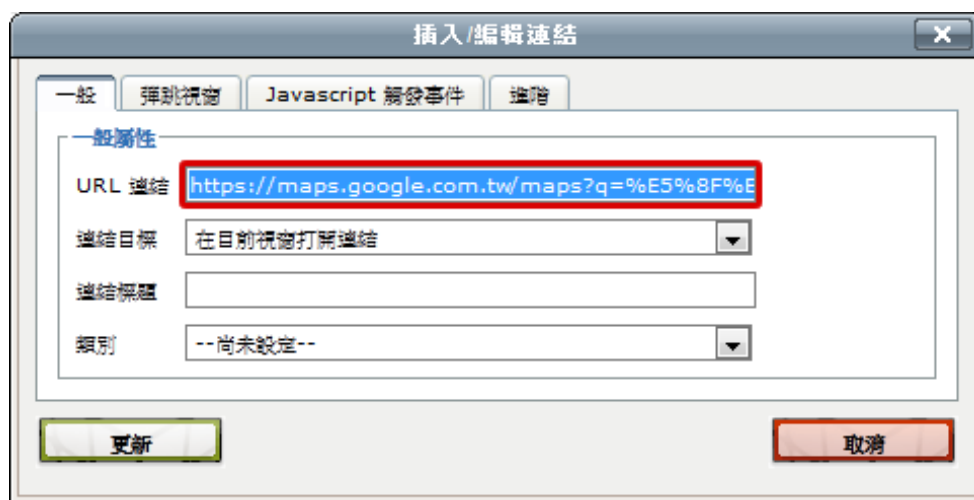 插入/編輯連結
一般 彈跳視窗 Javascript 觸發事件 進階
一般屬性
URL 連結 https://maps.google.com.tw/maps?q=%E5%8F%E
連結目標 在目前視窗打開連結
連結標題
類別 --尚未設定--
更新 取消